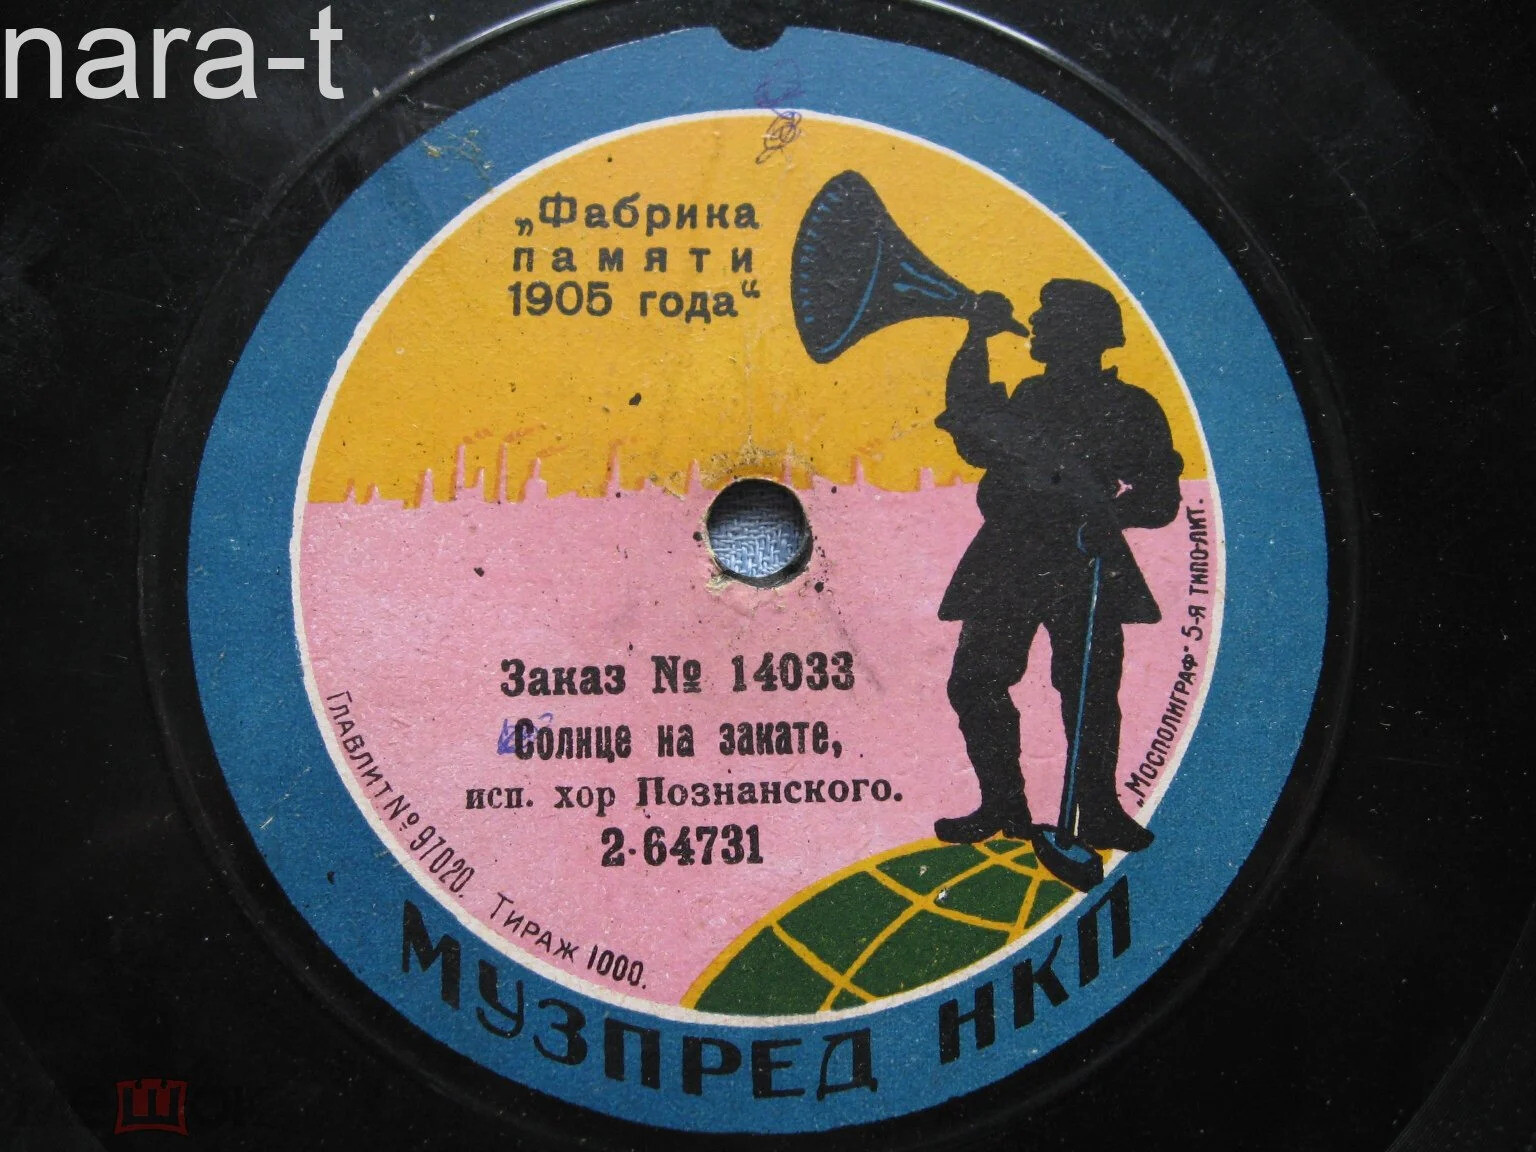 nara-t
„Фабрика
памяти
1905 года“
Заказ № 14033
Солнце на закате,
исп. хор Познанского.
2-64731
Главлит № 97020. Тираж 1000.
„Мосполиграф“ 5-я типо-лит.
МУЗПРЕД НКП